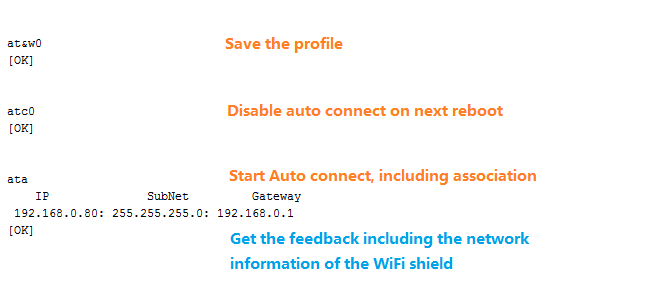 at&w0 Save the profile
[OK]
atc0 Disable auto connect on next reboot
[OK]
ata Start Auto connect, including association
IP SubNet Gateway
192.168.0.80: 255.255.255.0: 192.168.0.1
[OK]
Get the feedback including the network
information of the WiFi shield